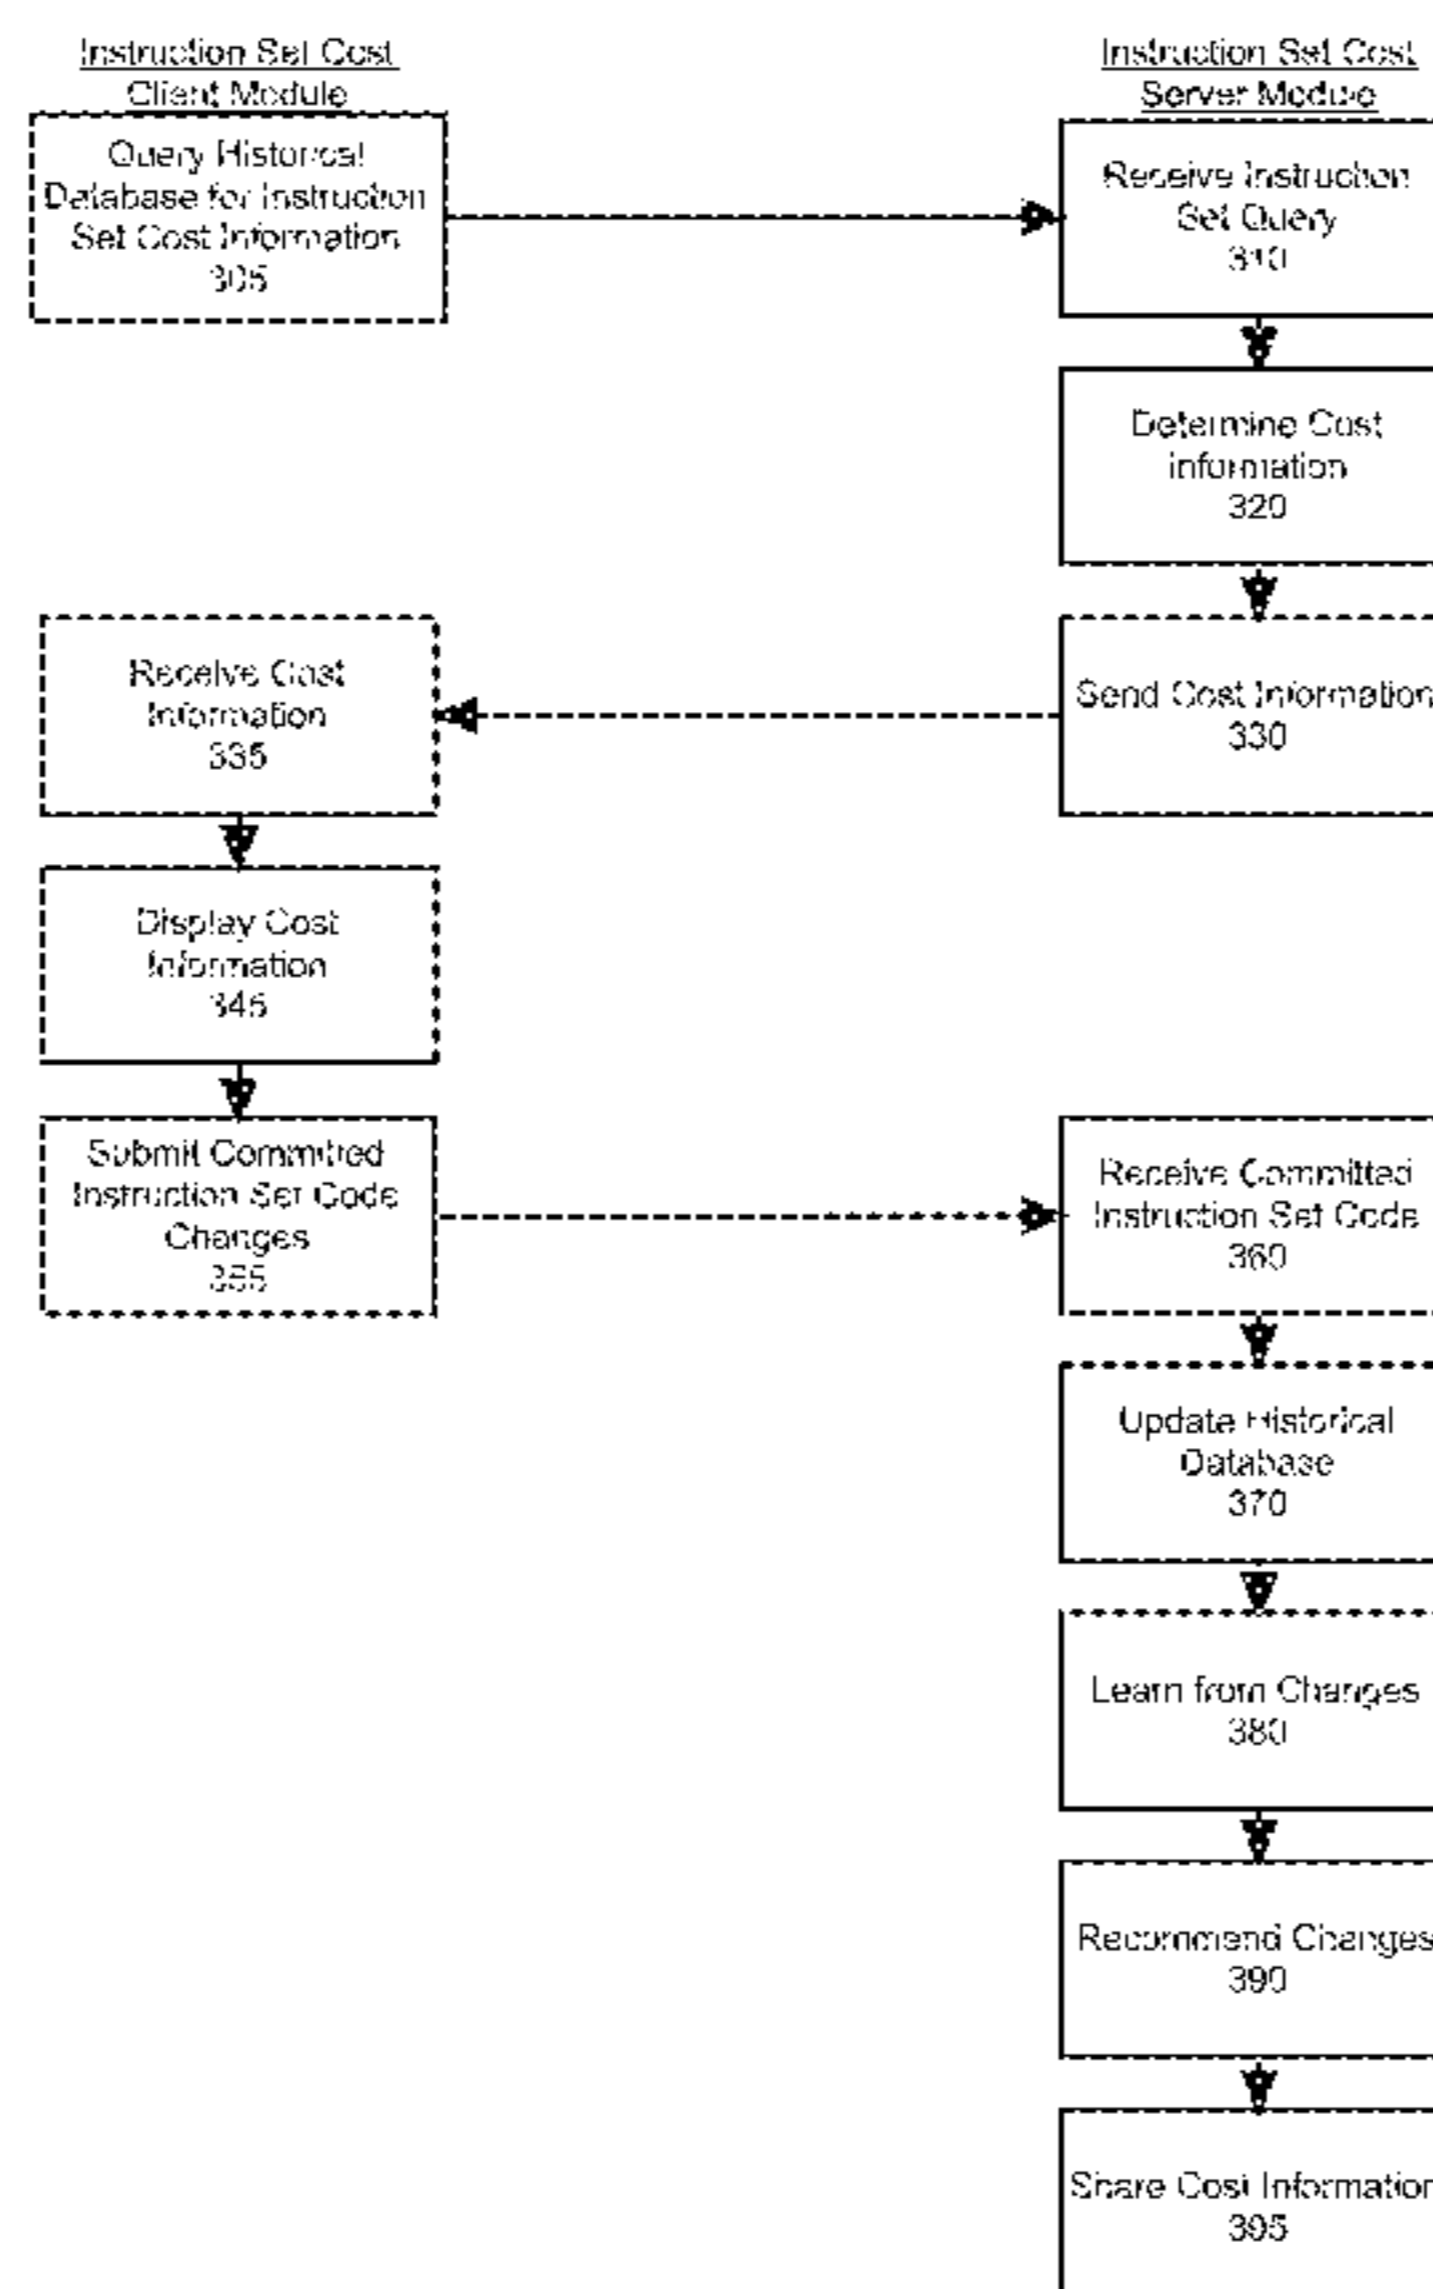 Instruction Set Cost
Client Module
Query Historical
Database for Instruction
Set Cost Information
305
Instruction Set Cost
Server Module
Receive Instruction
Set Query
310
Determine Cost
Information
320
Send Cost Information
330
Receive Cost
Information
335
Display Cost
Information
345
Submit Committed
Instruction Set Code
Changes
355
Receive Committed
Instruction Set Code
360
Update Historical
Database
370
Learn from Changes
380
Recommend Changes
390
Share Cost Information
395